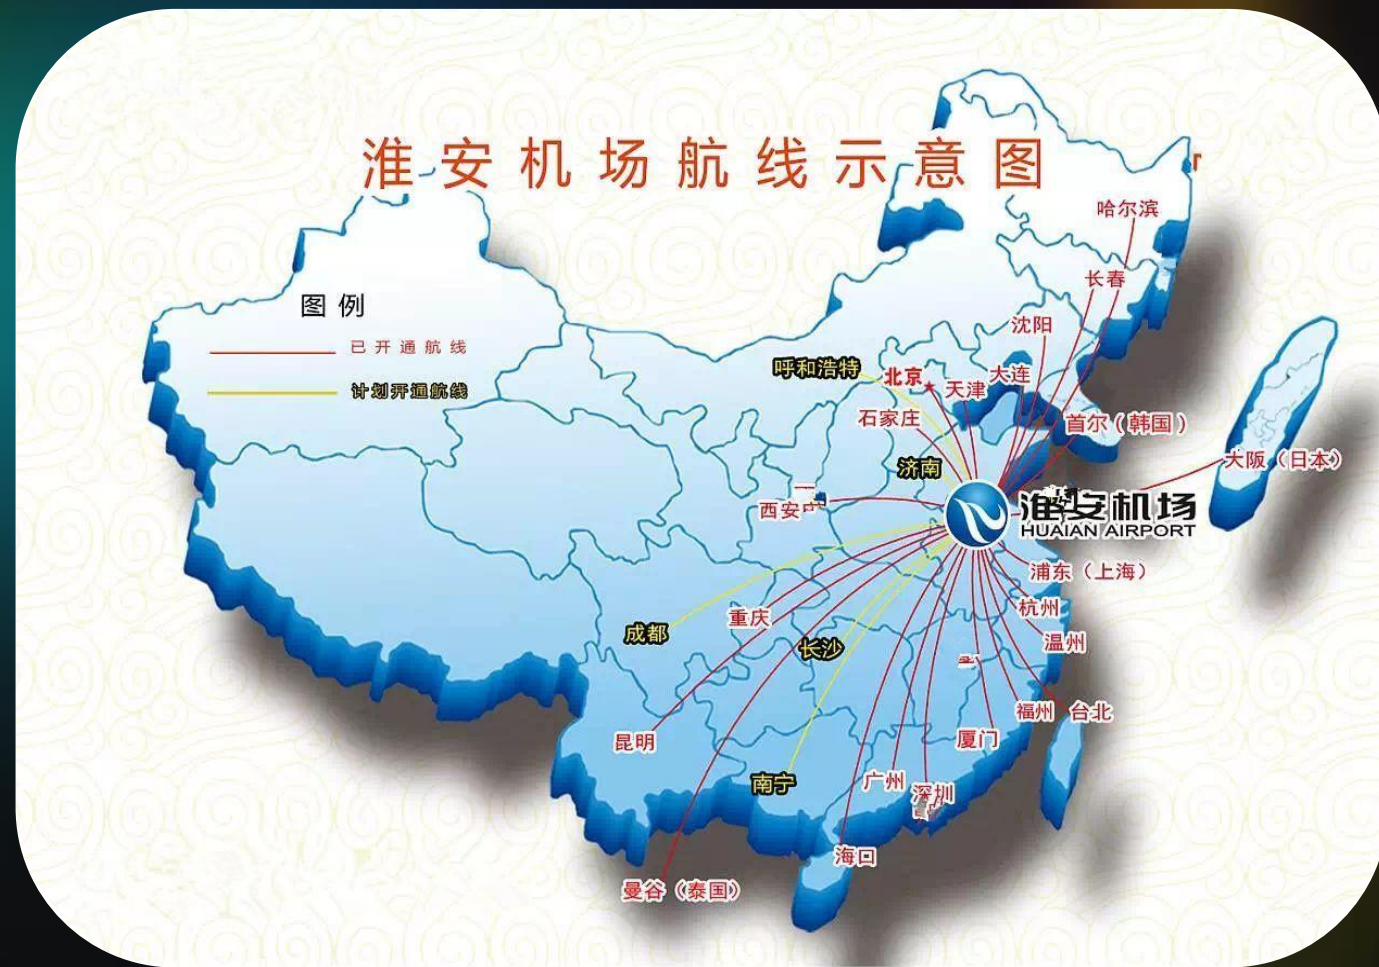 淮安机场航线示意图
哈尔滨
长春
图例
沈阳
已开通航线
呼和浩特
北京
天津
大连
计划开通航线
石家庄
首尔(韩国)
济南
大阪(日本)
西安
淮安机场
HUAIAN AIRPORT
浦东(上海)
杭州
重庆
成都
长沙
温州
福州
台北
昆明
厦门
南宁
广州
深圳
海口
曼谷(泰国)